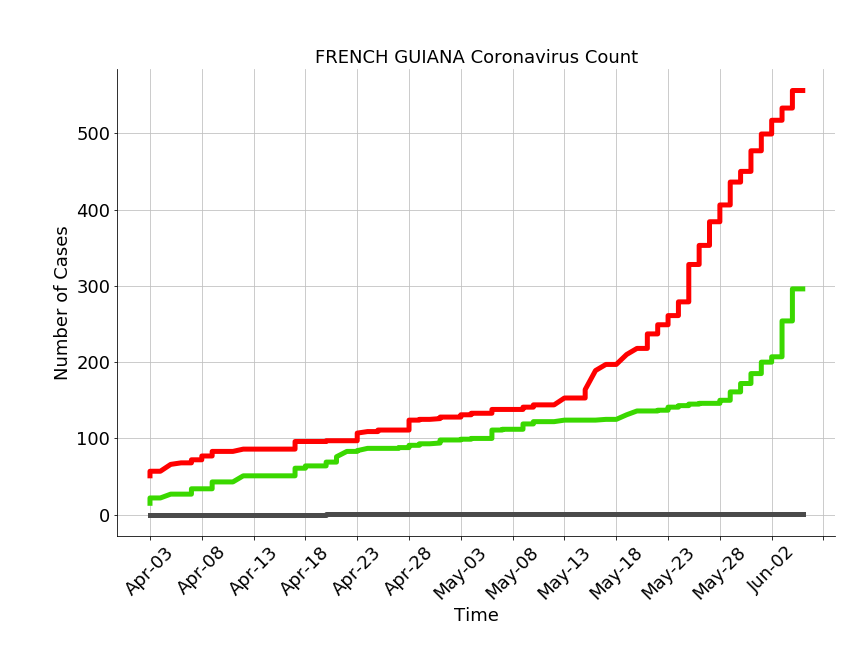 FRENCH GUIANA Coronavirus Count
Number of Cases
500
400
300
200
100
0
Apr-03
Apr-08
Apr-13
Apr-18
Apr-23
Apr-28
May-03
May-08
May-13
May-18
May-23
May-28
Jun-02
Time